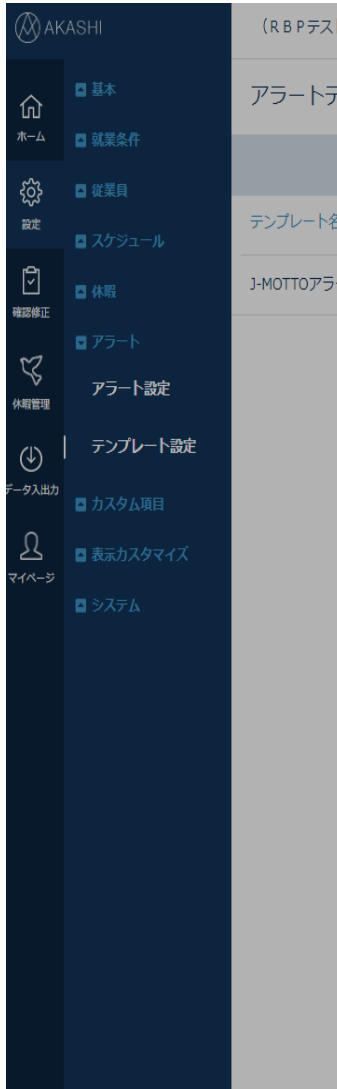 AKASHI
(RBPテスト
アラートテ
ホーム
設定
確認修正
休暇管理
データ入出力
マイページ
基本
就業条件
従業員
スケジュール
休暇
アラート
アラート設定
テンプレート設定
カスタム項目
表示カスタマイズ
システム
テンプレート名
J-MOTTOアラ